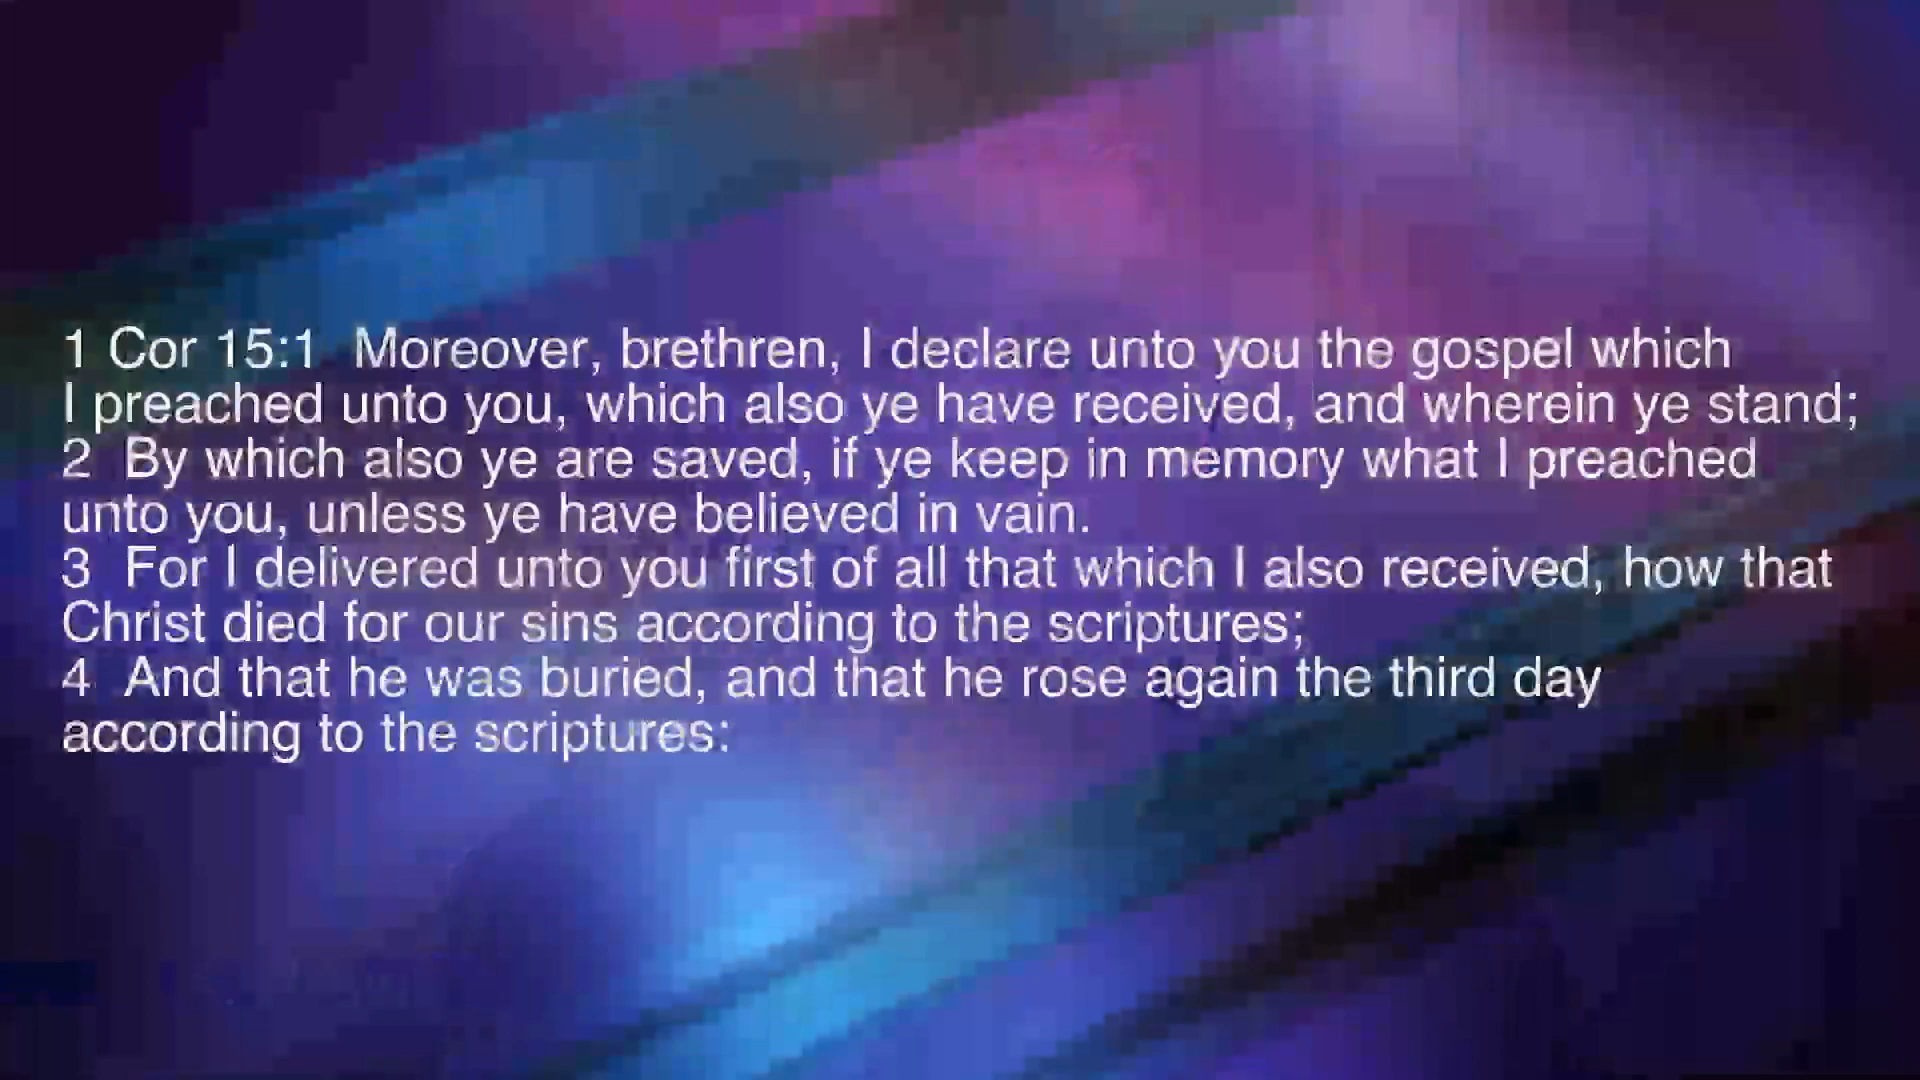 1 Cor 15:1  Moreover, brethren, I declare unto you the gospel which
I preached unto you, which also ye have received, and wherein ye stand;
2  By which also ye are saved, if ye keep in memory what I preached
unto you, unless ye have believed in vain.
3  For I delivered unto you first of all that which I also received, how that
Christ died for our sins according to the scriptures;
4  And that he was buried, and that he rose again the third day
according to the scriptures: